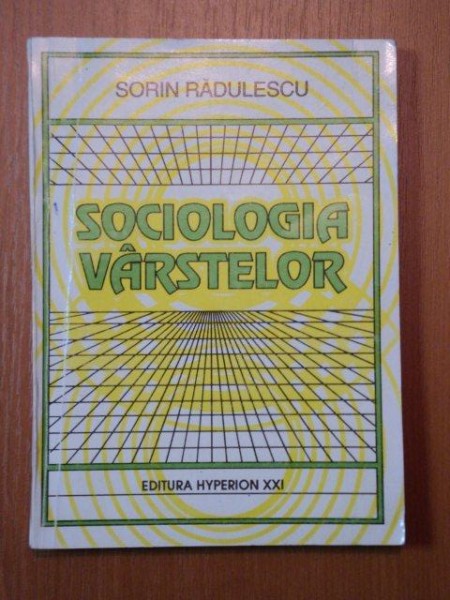 SORIN RĂDULESCU
SOCIOLOGIA
VÂRSTELOR
EDITURA HYPERION XXI